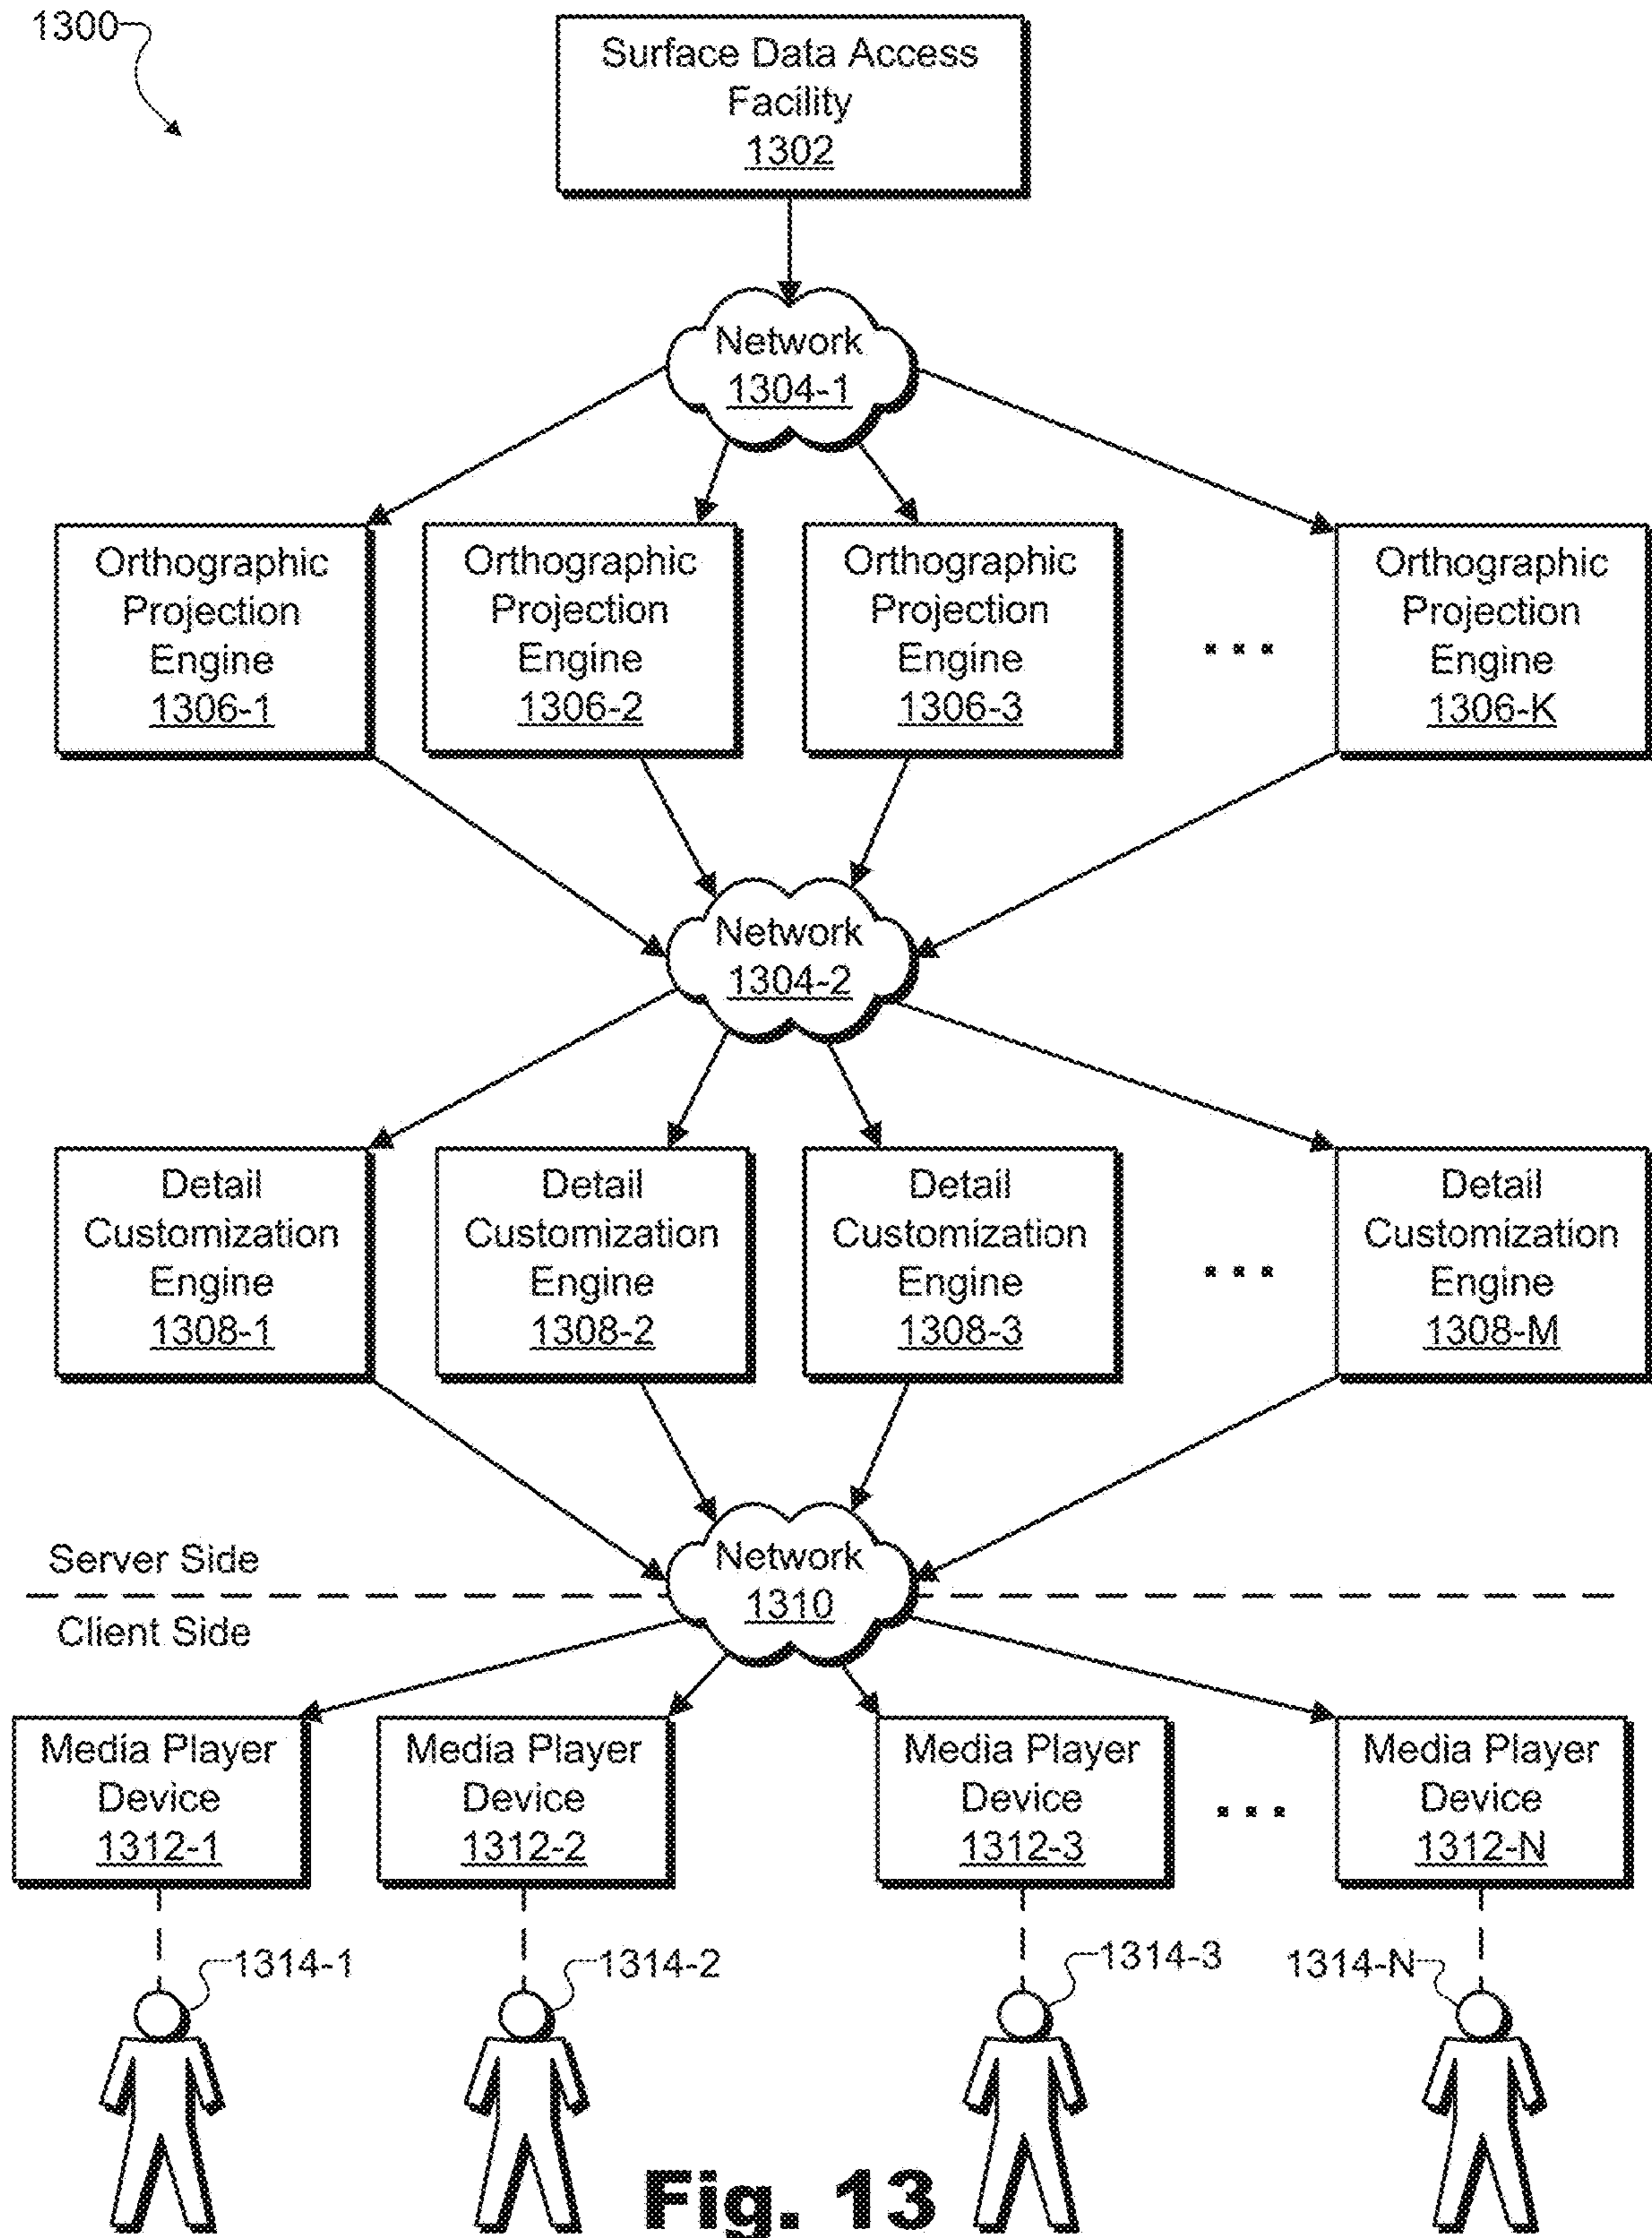 1300
Surface Data Access
Facility
1302
Network
1304-1
Orthographic
Projection
Engine
1306-1
Orthographic
Projection
Engine
1306-2
Orthographic
Projection
Engine
1306-3
...
Orthographic
Projection
Engine
1306-K
Network
1304-2
Detail
Customization
Engine
1308-1
Detail
Customization
Engine
1308-2
Detail
Customization
Engine
1308-3
...
Detail
Customization
Engine
1308-M
Server Side
Network
1310
Client Side
Media Player
Device
1312-1
Media Player
Device
1312-2
Media Player
Device
1312-3
...
Media Player
Device
1312-N
1314-1
1314-2
1314-3
1314-N
Fig. 13